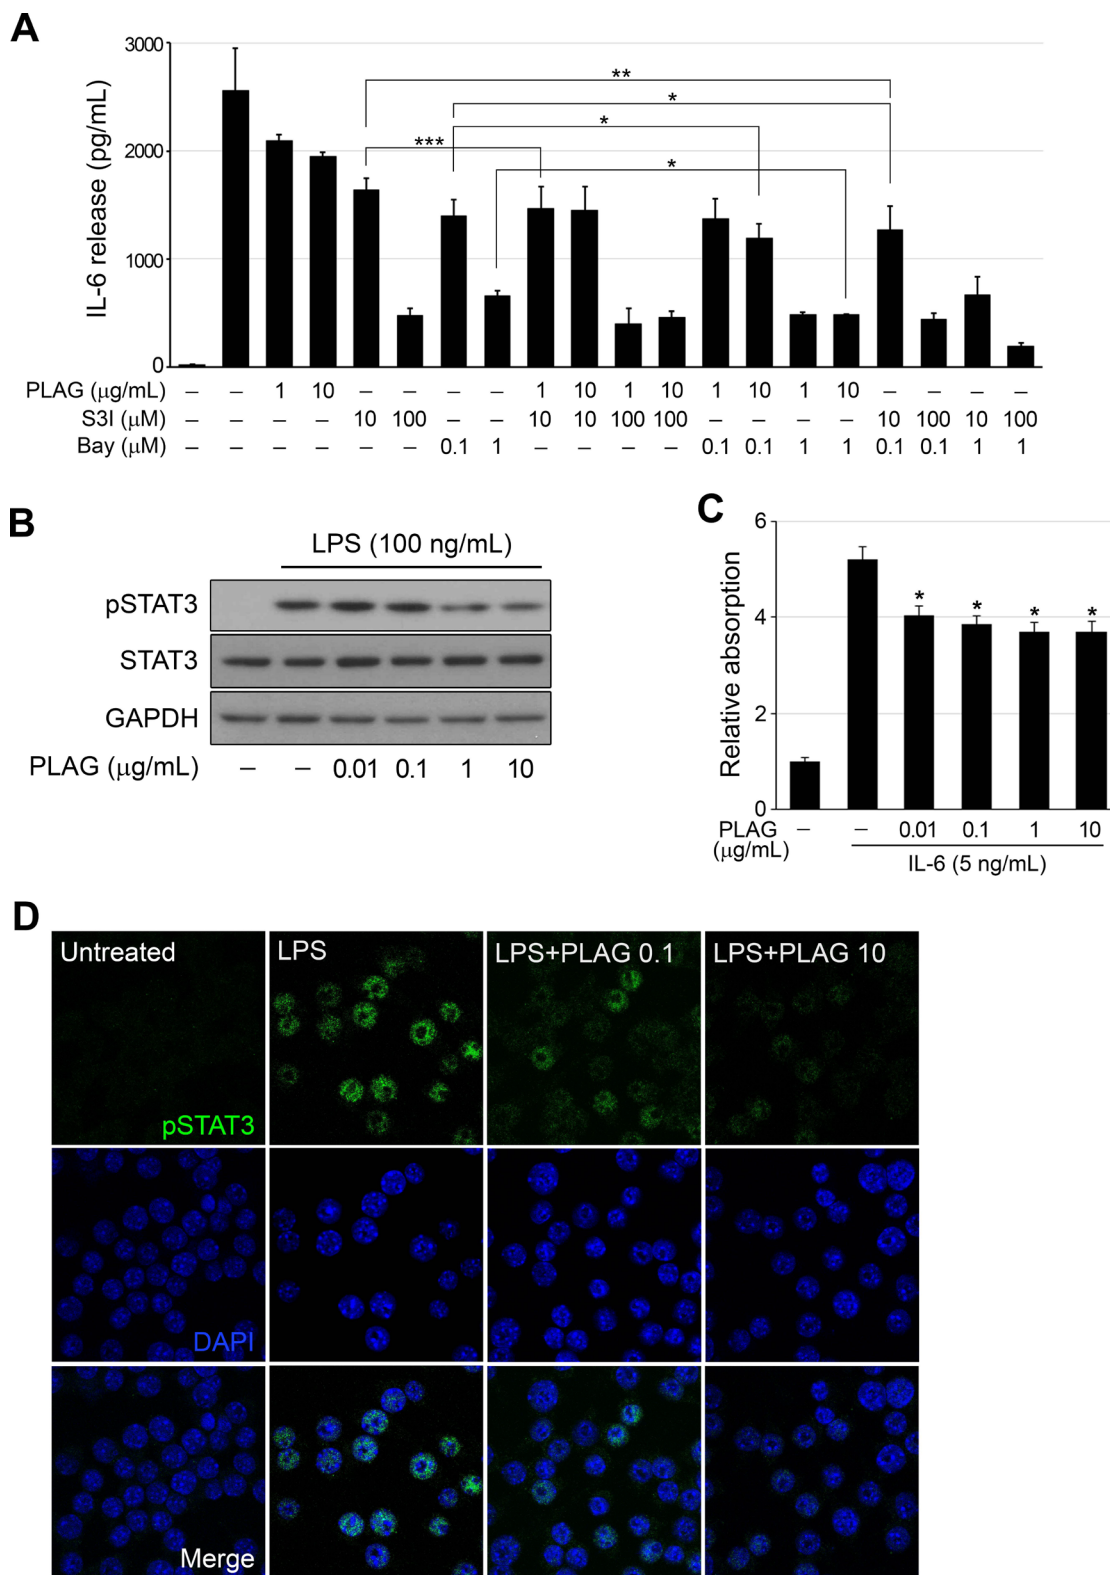 A
3000
2000
1000
0
IL-6 release (pg/mL)
**
*
*
***
*
PLAG (μg/mL) – – 1 10 – – – – 1 10 1 10 1 10 1 10 – – – –
S3I (μM) – – – – 10 100 – – 10 10 100 100 – – – – 10 100 10 100
Bay (μM) – – – – – – 0.1 1 – – – – 0.1 0.1 1 1 0.1 0.1 1 1
B
LPS (100 ng/mL)
pSTAT3
STAT3
GAPDH
PLAG (μg/mL) – – 0.01 0.1 1 10
C
6
4
2
0
Relative absorption
* * * *
PLAG – – 0.01 0.1 1 10
(μg/mL)
IL-6 (5 ng/mL)
D
Untreated LPS LPS+PLAG 0.1 LPS+PLAG 10
pSTAT3
DAPI
Merge